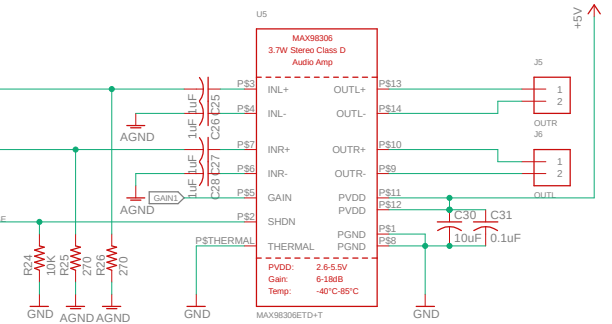 U5
+5V
MAX98306
3.7W Stereo Class D
Audio Amp
J5
P$3 INL+ OUTL+ P$13 1
P$4 INL- OUTL- P$14 2
1uF C25
1uF C26
AGND
OUTR
J6
P$7 INR+ OUTR+ P$10 1
P$6 INR- OUTR- P$9 2
1uF C27
1uF C28
AGND
GAIN1 P$5 GAIN PVDD P$11 OUTL
P$2 SHDN PVDD P$12 C30 C31
E
PGND P$1 10uF 0.1uF
P$THERMAL THERMAL PGND P$8
R24 10K
R25 270
R26 270
PVDD: 2.6-5.5V
Gain: 6-18dB
Temp: -40°C-85°C
GND AGND AGND GND GND
MAX98306ETD+T